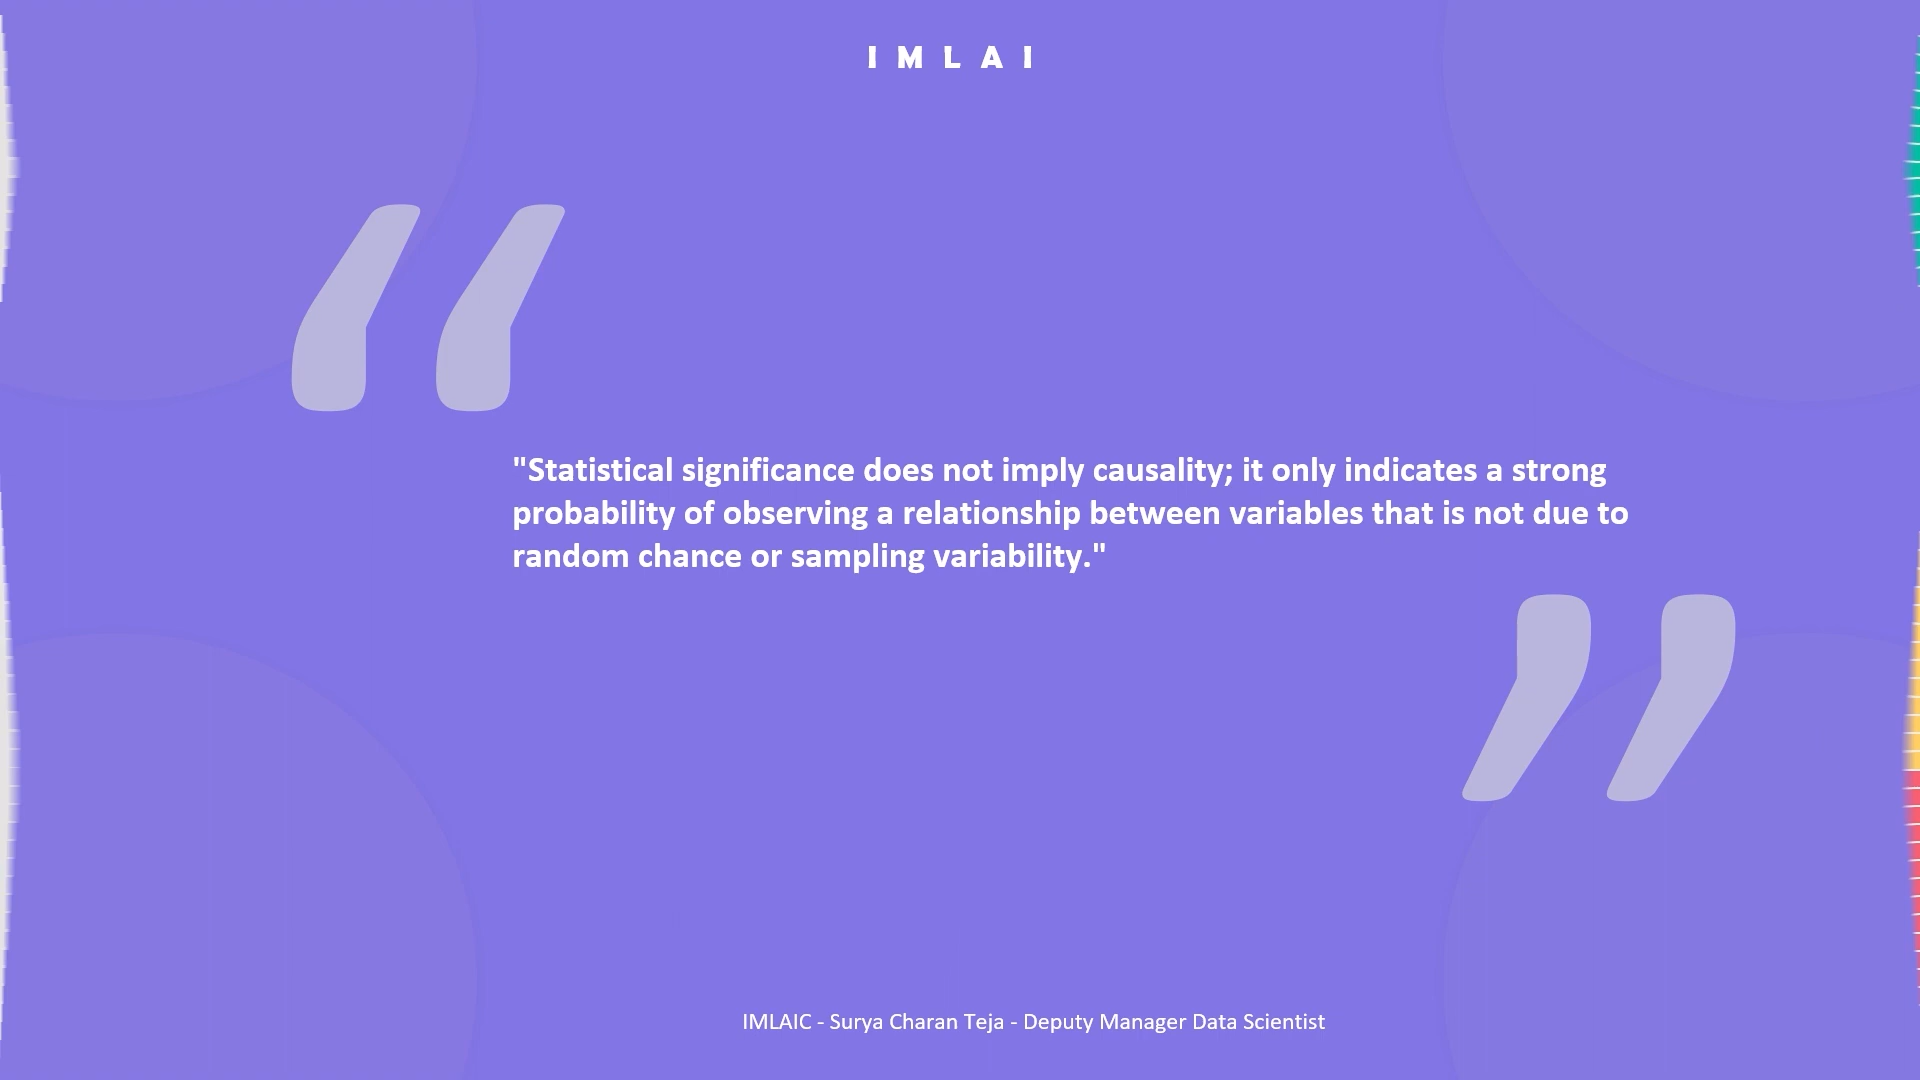 IMLAI
"Statistical significance does not imply causality; it only indicates a strong
probability of observing a relationship between variables that is not due to
random chance or sampling variability."
IMLAIC - Surya Charan Teja - Deputy Manager Data Scientist